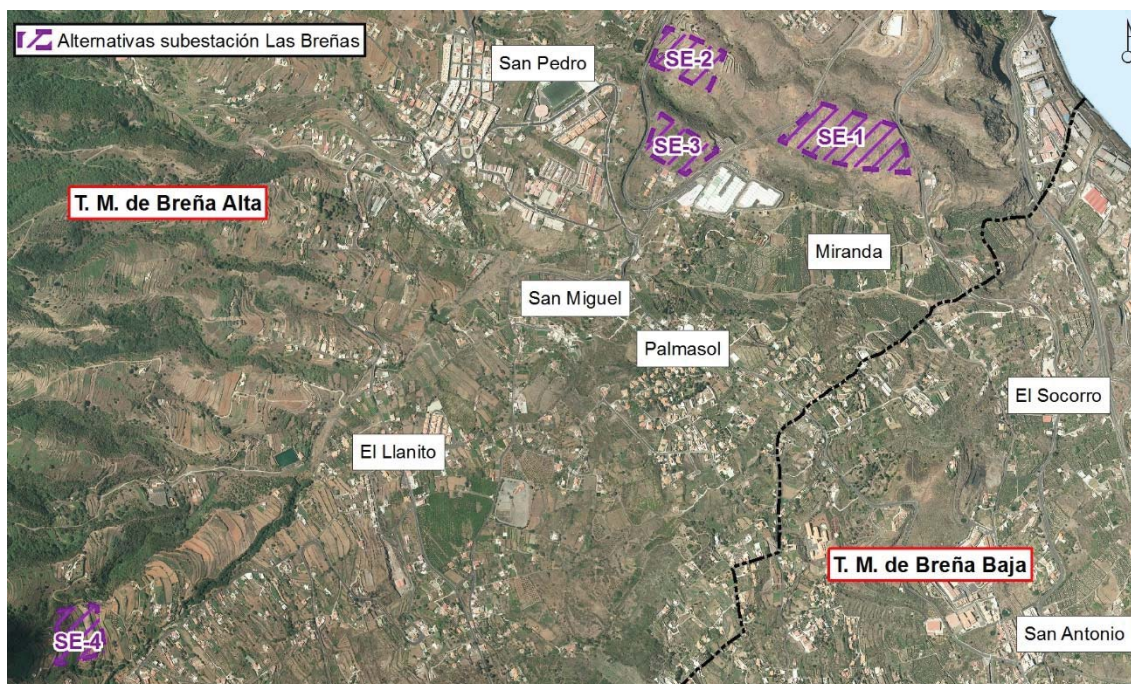 Alternativas subestación Las Breñas
SE-2
San Pedro
SE-3
SE-1
T. M. de Breña Alta
Miranda
San Miguel
Palmasol
El Socorro
El Llanito
T. M. de Breña Baja
SE-4
San Antonio